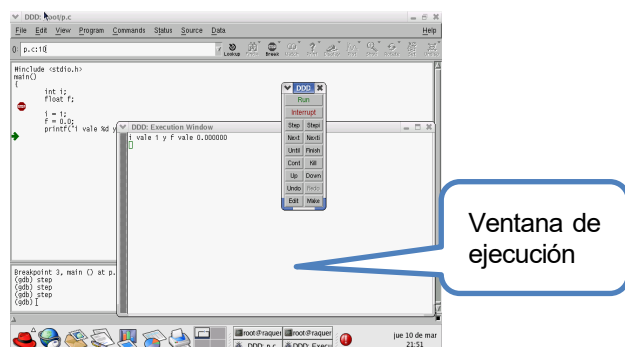 DDD: /root/p.c
File Edit View Program Commands Status Source Data Help
(): p.c:10
Lookup
#include <stdio.h>
main()
{
int i;
float f;
i = 1;
f = 0.0;
printf("i vale %d y
DDD
Run
Interrupt
Step Stepi
Next Nexti
Until Finish
Cont Kill
Up Down
Undo Redo
Edit Make
DDD: Execution Window
i vale 1 y f vale 0.000000
Ventana de
ejecución
Breakpoint 3, main () at p.
(gdb) step
(gdb) step
(gdb) step
(gdb)
root@raquel root@raquel
DDD: p.c DDD: Execu
jue 10 de mar
21:51